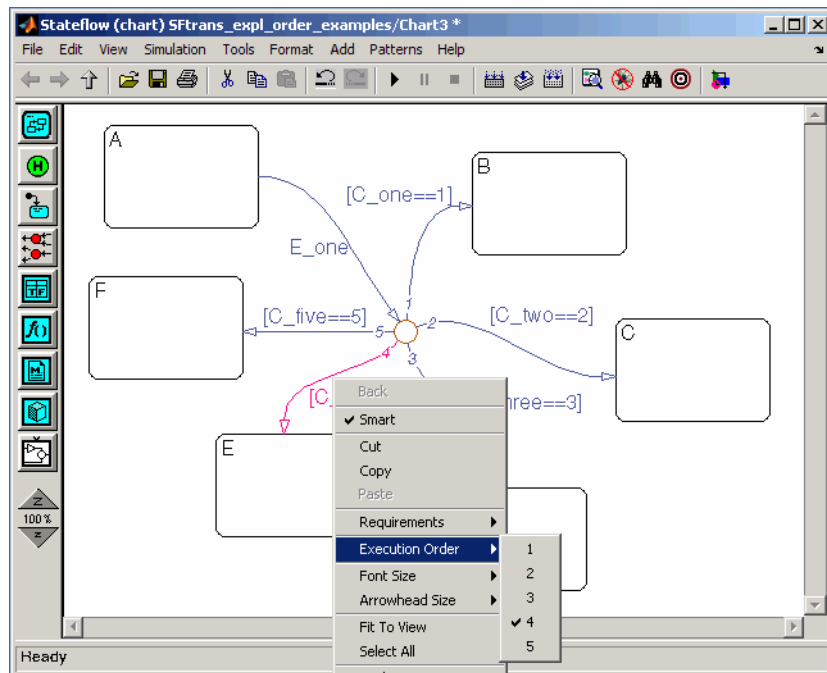 Stateflow (chart) SFtrans_expl_order_examples/Chart3 *
File Edit View Simulation Tools Format Add Patterns Help
A
B
[C_one==1]
E_one
F
[C_five==5]
[C_two==2]
C
1
5
2
4
3
[C_
hree==3]
E
Back
Smart
Cut
Copy
Paste
Requirements
Execution Order
Font Size
Arrowhead Size
Fit To View
Select All
1
2
3
4
5
Z
100 %
Z
Ready